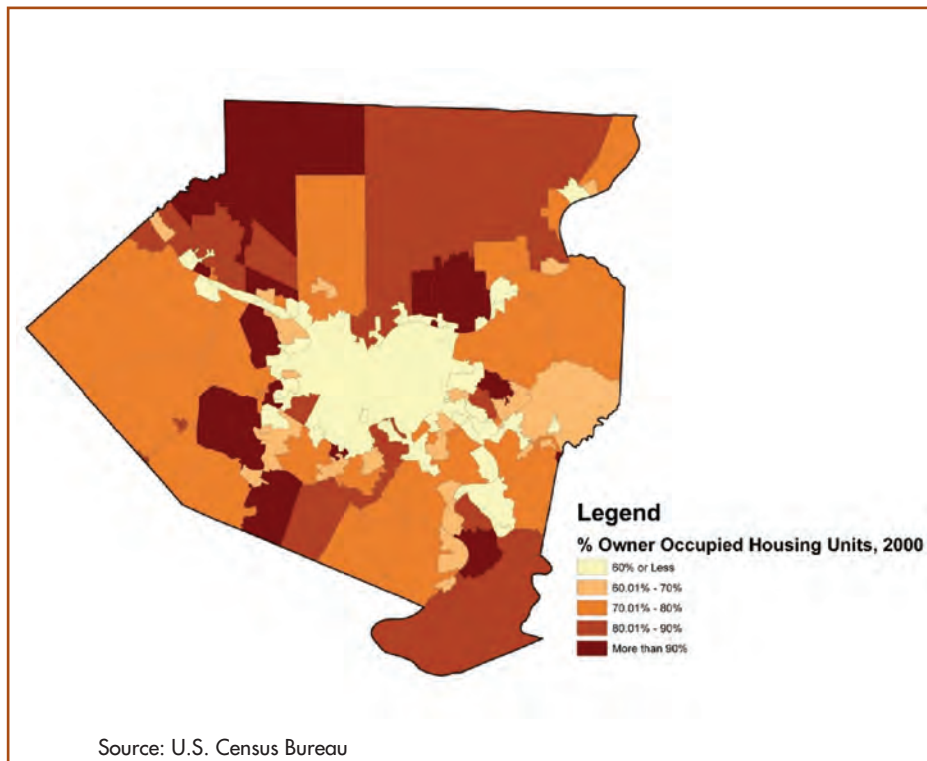 Legend
% Owner Occupied Housing Units, 2000
60% or Less
60.01% - 70%
70.01% - 80%
80.01% - 90%
More than 90%
Source: U.S. Census Bureau